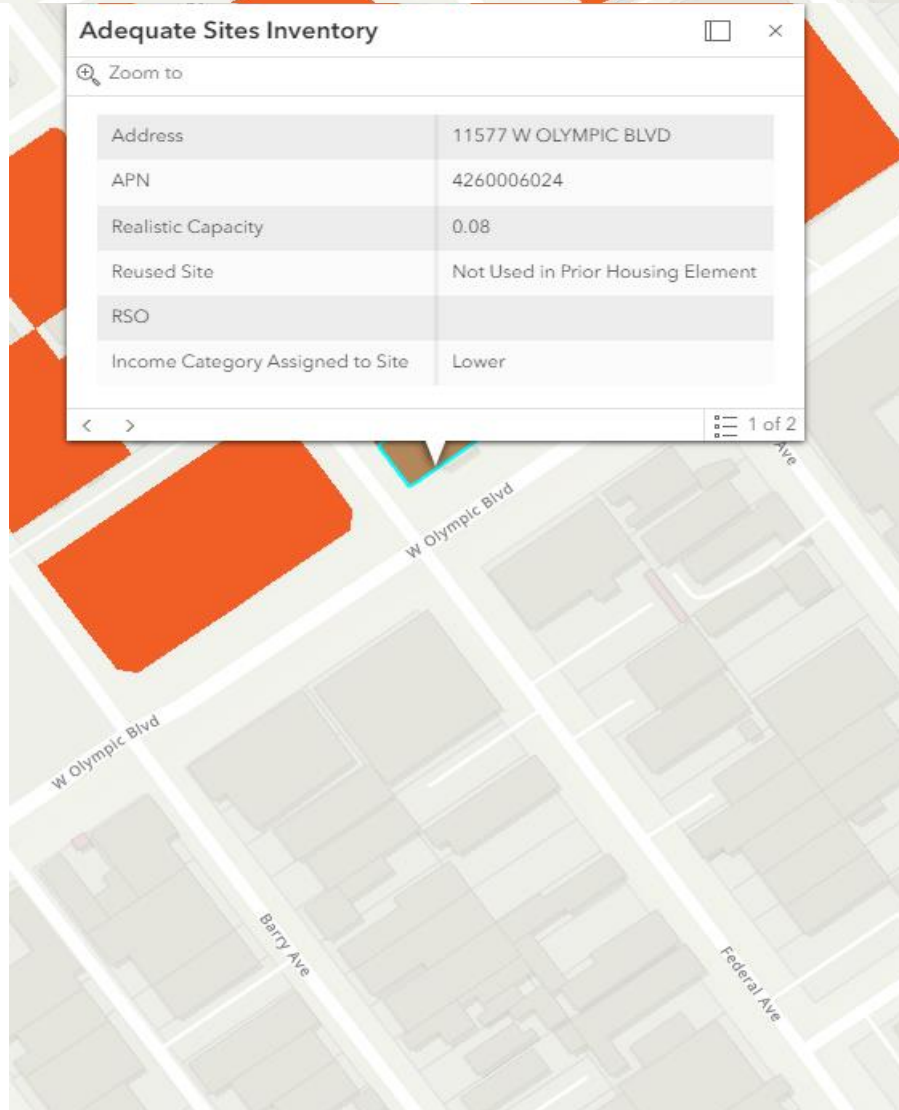 Adequate Sites Inventory
Zoom to
Address 11577 W OLYMPIC BLVD
APN 4260006024
Realistic Capacity 0.08
Reused Site Not Used in Prior Housing Element
RSO
Income Category Assigned to Site Lower
1 of 2
Ave
W Olympic Blvd
W Olympic Blvd
Barry Ave
Federal Ave